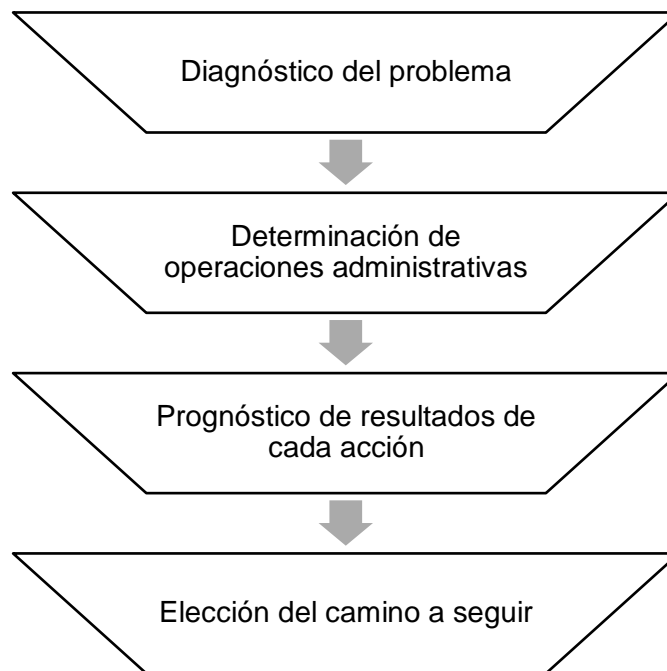 Diagnóstico del problema
Determinación de
operaciones administrativas
Prognóstico de resultados de
cada acción
Elección del camino a seguir